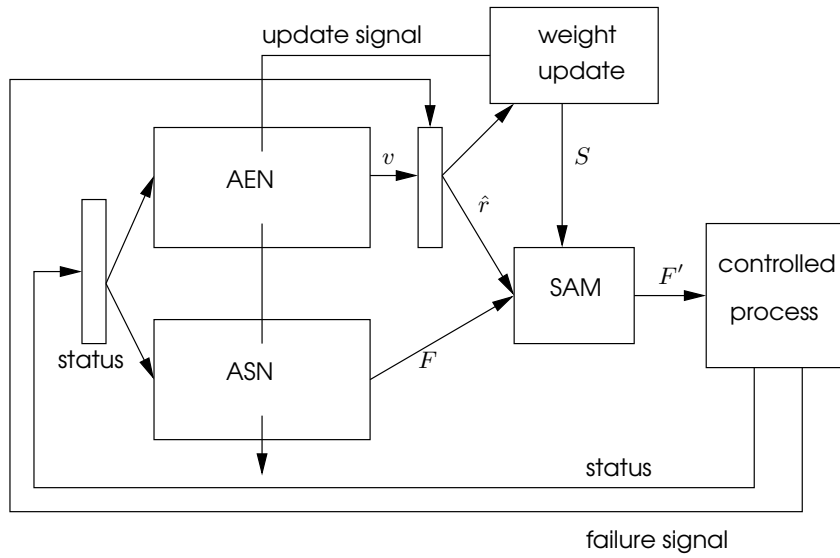 update signal
weight
update
AEN
v
S
r̂
SAM
F′
controlled
process
status
ASN
F
status
failure signal